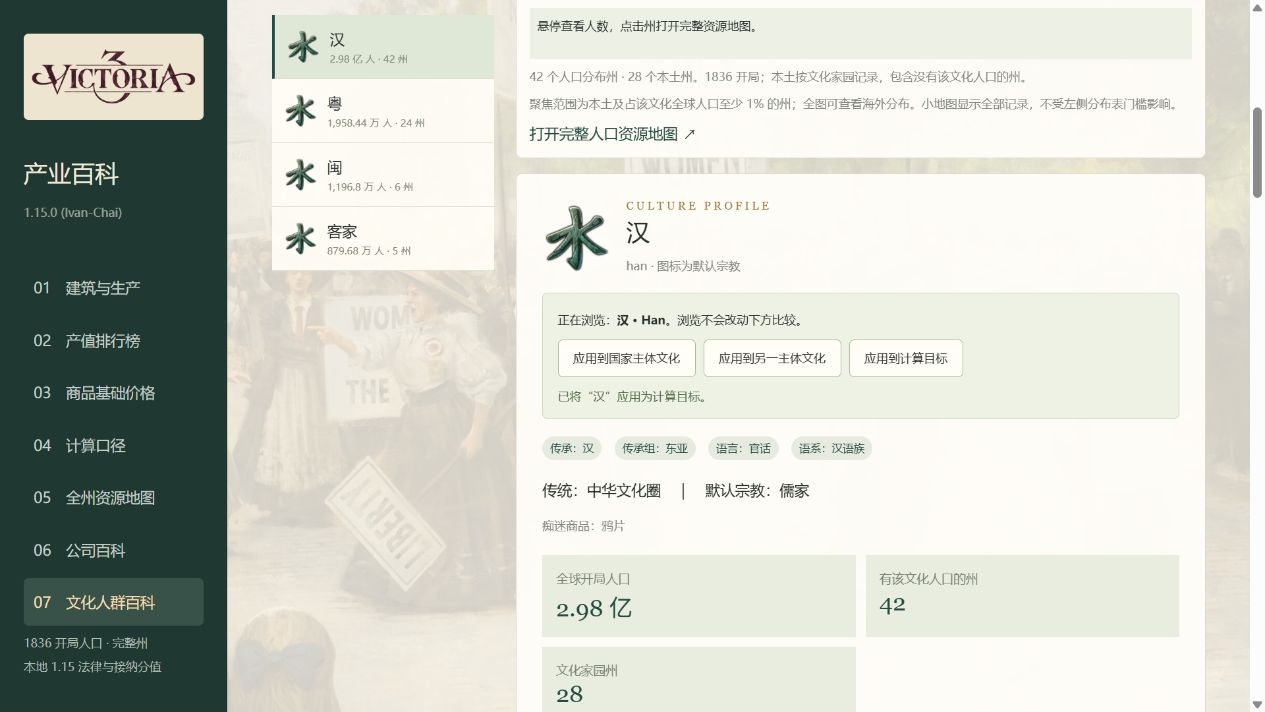 VICTORIA 3
产业百科
1.15.0 (Ivan-Chai)
01 建筑与生产
02 产值排行榜
03 商品基础价格
04 计算口径
05 全州资源地图
06 公司百科
07 文化人群百科
1836 开局人口 · 完整州
本地 1.15 法律与接纳分值
汉
2.98 亿 人 · 42 州
粤
1,958.44 万 人 · 24 州
闽
1,196.8 万 人 · 6 州
客家
879.68 万 人 · 5 州
悬停查看人数，点击州打开完整资源地图。
42 个人口分布州 · 28 个本土州。1836 开局；本土按文化家园记录，包含没有该文化人口的州。
聚焦范围为本土及占该文化全球人口至少 1% 的州；全图可查看海外分布。小地图显示全部记录，不受左侧分布表门槛影响。
打开完整人口资源地图 ↗
CULTURE PROFILE
汉
han · 图标为默认宗教
正在浏览：汉 · Han。浏览不会改动下方比较。
应用到国家主体文化
应用到另一主体文化
应用到计算目标
已将“汉”应用为计算目标。
传承：汉
传承组：东亚
语言：官话
语系：汉语族
传统：中华文化圈 | 默认宗教：儒家
痴迷商品：鸦片
全球开局人口
2.98 亿
有该文化人口的州
42
文化家园州
28
WOMEN
WOM
THE
LIBERTY